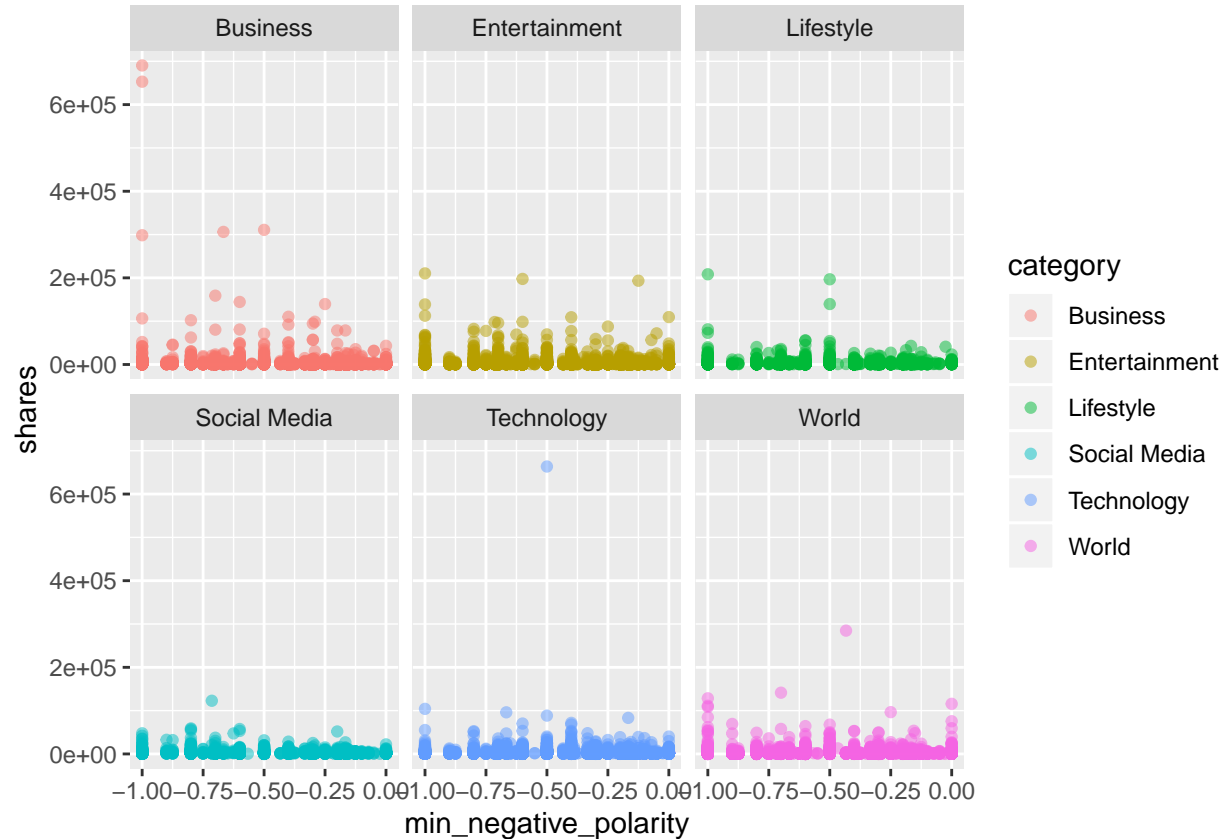 Business Entertainment Lifestyle
6e+05
4e+05
2e+05
0e+00
Social Media Technology World
6e+05
4e+05
2e+05
0e+00
shares
−1.00 −0.75 −0.50 −0.25 0.00 −1.00 −0.75 −0.50 −0.25 0.00 −1.00 −0.75 −0.50 −0.25 0.00
min_negative_polarity
category
Business
Entertainment
Lifestyle
Social Media
Technology
World